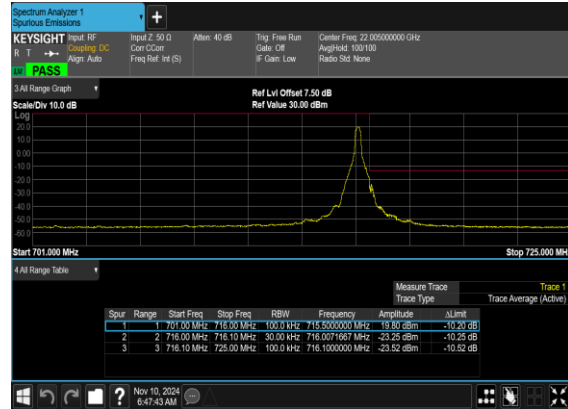 Spectrum Analyzer 1
Spurious Emissions
KEYSIGHT Input: RF Input Z: 50 Ω Atten: 40 dB Trig: Free Run Center Freq: 22.005000000 GHz
R T Coupling: DC Corr CCorr Gate: Off Avg|Hold: 100/100
Align: Auto Freq Ref: Int (S) IF Gain: Low Radio Std: None
PASS
3 All Range Graph
Ref Lvl Offset 7.50 dB
Scale/Div 10.0 dB Ref Value 30.00 dBm
Log
20.0
10.0
0.00
-10.0
-20.0
-30.0
-40.0
-50.0
-60.0
Start 701.000 MHz Stop 725.000 MH
4 All Range Table
Measure Trace Trace 1
Trace Type Trace Average (Active)
Spur Range Start Freq Stop Freq RBW Frequency Amplitude ΔLimit
1 1 701.00 MHz 716.00 MHz 100.0 kHz 715.5000000 MHz 19.80 dBm -10.20 dB
2 2 716.00 MHz 716.10 MHz 30.00 kHz 716.0071667 MHz -23.25 dBm -10.25 dB
3 3 716.10 MHz 725.00 MHz 100.0 kHz 716.1000000 MHz -23.52 dBm -10.52 dB
? Nov 10, 2024
6:47:43 AM